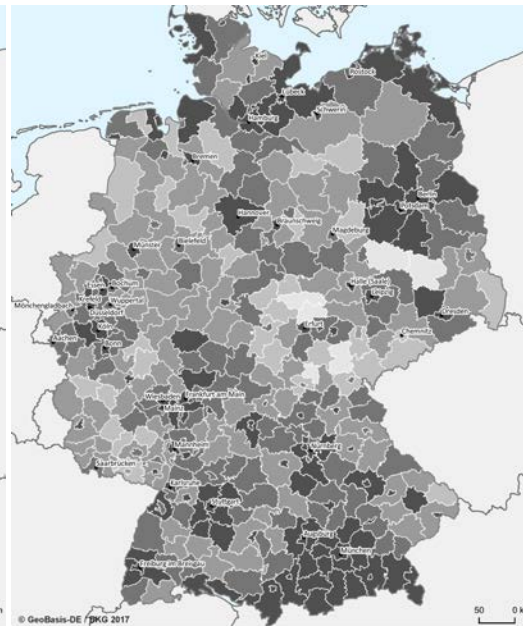 Kiel
Rostock
Lübeck
Hamburg
Schwerin
Bremen
Berlin
Potsdam
Hannover
Braunschweig
Magdeburg
Münster
Bielefeld
Halle (Saale)
Leipzig
Essen
Bochum
Krefeld
Wuppertal
Mönchengladbach
Düsseldorf
Dresden
Köln
Erfurt
Chemnitz
Aachen
Bonn
Wiesbaden
Frankfurt am Main
Mainz
Mannheim
Nürnberg
Saarbrücken
Karlsruhe
Stuttgart
Augsburg
München
Freiburg im Breisgau
© GeoBasis-DE / BKG 2017
50
0 k